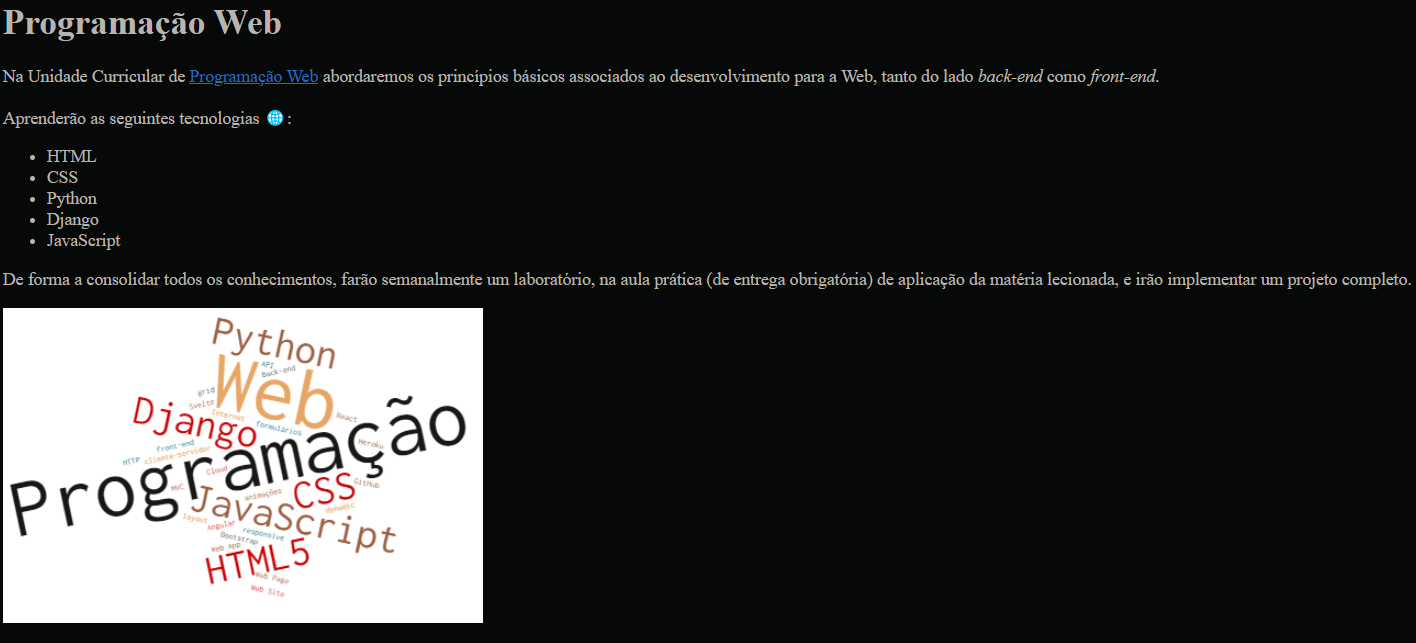 Programação Web
Na Unidade Curricular de Programação Web abordaremos os princípios básicos associados ao desenvolvimento para a Web, tanto do lado back-end como front-end.
Aprenderão as seguintes tecnologias 🌐 :
• HTML
• CSS
• Python
• Django
• JavaScript
De forma a consolidar todos os conhecimentos, farão semanalmente um laboratório, na aula prática (de entrega obrigatória) de aplicação da matéria lecionada, e irão implementar um projeto completo.
Python
API
back-end
Web
grid
Svelte
Internet
React
Django
formulários
Programação
front-end
Heroku
HTTP
cliente-servidor
Cloud
MVC
CSS
GitHub
animações
JavaScript
dynamic
layout
Angular
responsive
Bootstrap
Web app
HTML5
Web Page
Web Site